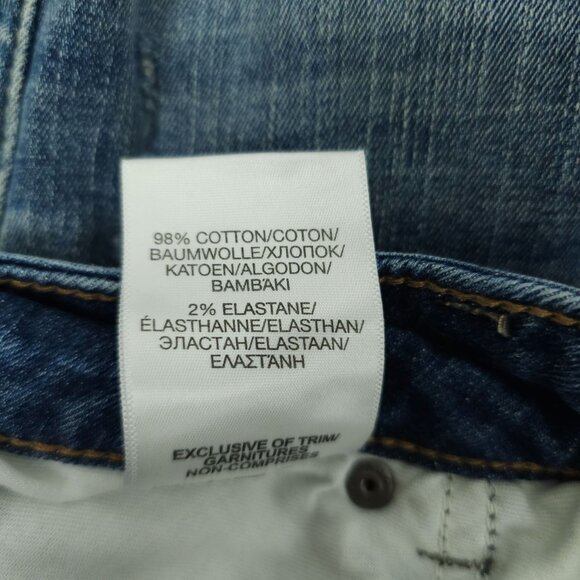 98% COTTON/COTON/
BAUMWOLLE/ХЛОПОК/
KATOEN/ALGODON/
ΒΑΜΒΆΚΙ
2% ELASTANE/
ÉLASTHANNE/ELASTHAN/
ЭЛАСТАН/ELASTAAN/
ΕΛΑΣΤΆΝΗ
EXCLUSIVE OF TRIM/
GARNITURES
NON-COMPRISES